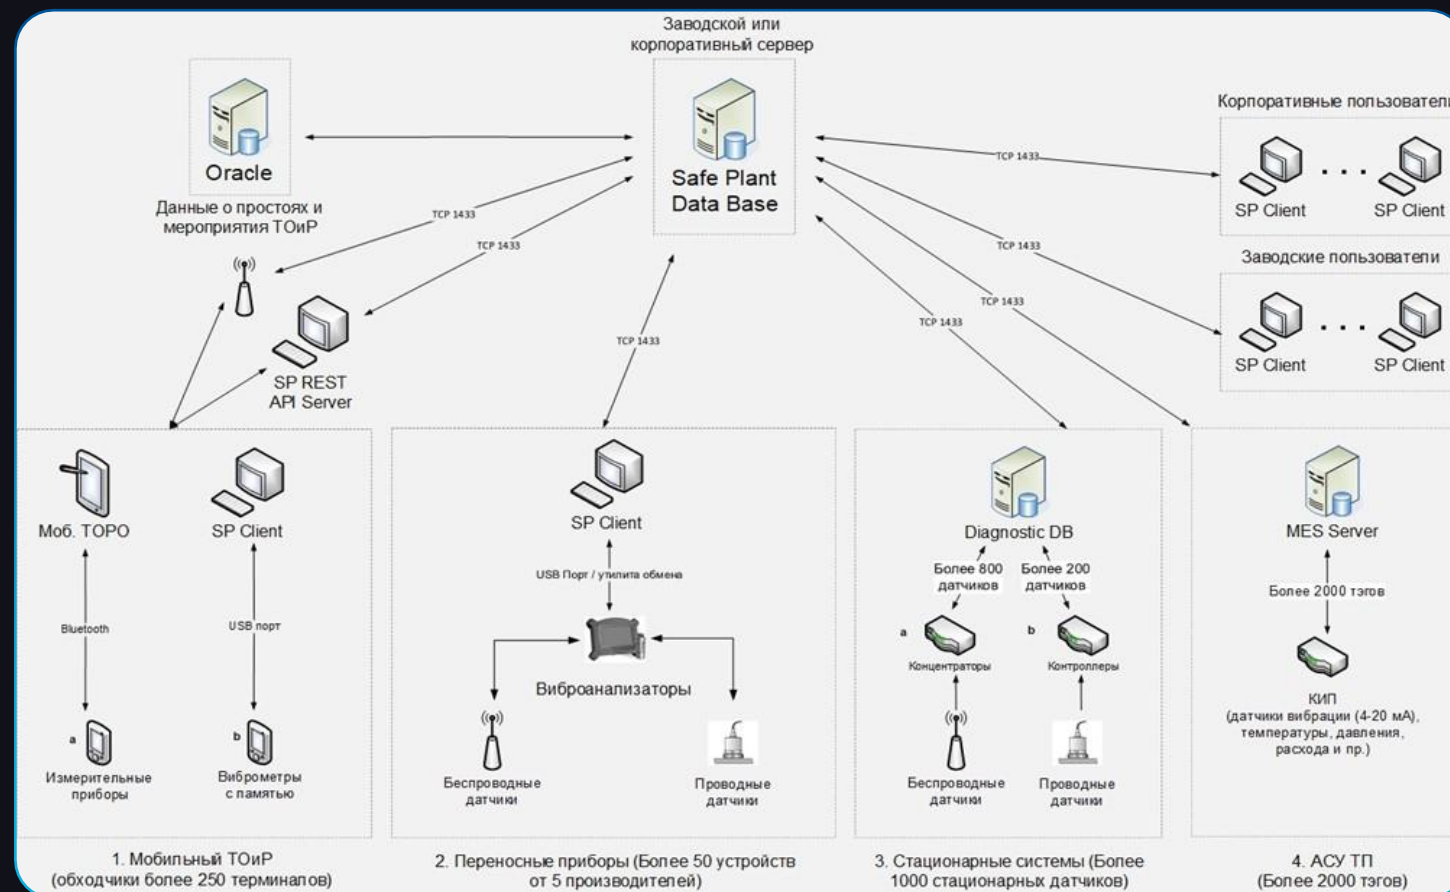 Заводской или
корпоративный сервер
Oracle
Данные о простоях и
мероприятия ТОиР
Safe Plant
Data Base
Корпоративные пользователи
TCP 1433
SP Client
. . .
SP Client
Заводские пользователи
TCP 1433
SP Client
. . .
SP Client
TCP 1433
TCP 1433
TCP 1433
TCP 1433
TCP 1433
SP REST
API Server
Моб. ТОРО
SP Client
Bluetooth
USB порт
a
b
Измерительные
приборы
Виброметры
с памятью
1. Мобильный ТОиР
(обходчики более 250 терминалов)
SP Client
USB Порт / утилита обмена
Виброанализаторы
Беспроводные
датчики
Проводные
датчики
2. Переносные приборы (Более 50 устройств
от 5 производителей)
Diagnostic DB
Более 800
датчиков
Более 200
датчиков
a
b
Концентраторы
Контроллеры
Беспроводные
датчики
Проводные
датчики
3. Стационарные системы (Более
1000 стационарных датчиков)
MES Server
Более 2000 тэгов
КИП
(датчики вибрации (4-20 мА),
температуры, давления,
расхода и пр.)
4. АСУ ТП
(Более 2000 тэгов)